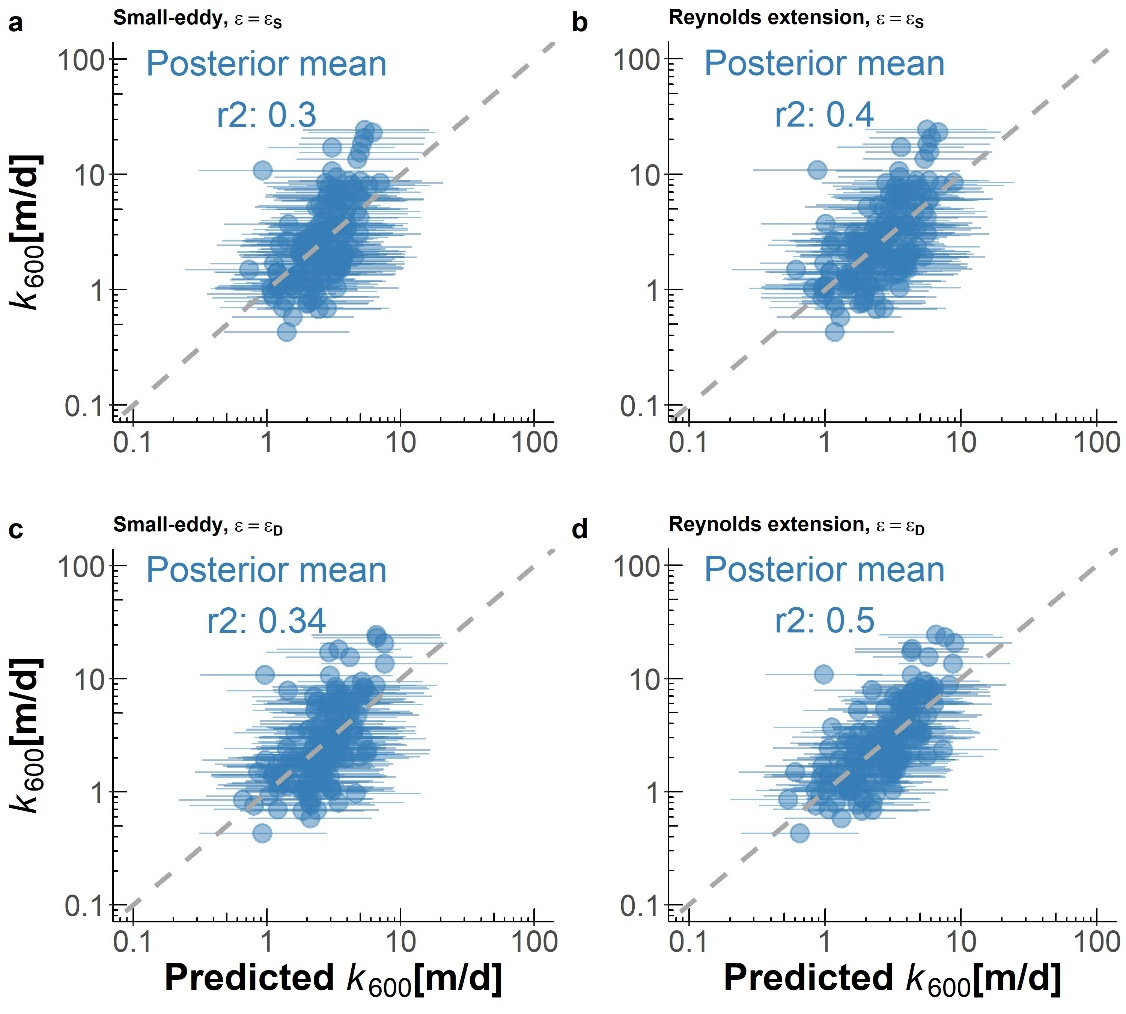 a
Small-eddy, ε = εS
Posterior mean
r2: 0.3
100
10
1
0.1
k600[m/d]
0.1 1 10 100
b
Reynolds extension, ε = εS
Posterior mean
r2: 0.4
100
10
1
0.1
0.1 1 10 100
c
Small-eddy, ε = εD
Posterior mean
r2: 0.34
100
10
1
0.1
k600[m/d]
0.1 1 10 100
Predicted k600[m/d]
d
Reynolds extension, ε = εD
Posterior mean
r2: 0.5
100
10
1
0.1
0.1 1 10 100
Predicted k600[m/d]